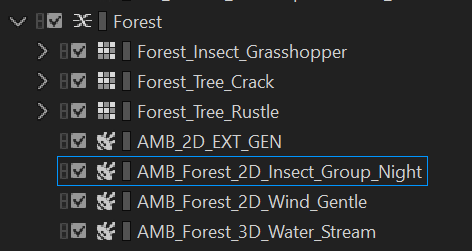 Forest
Forest_Insect_Grasshopper
Forest_Tree_Crack
Forest_Tree_Rustle
AMB_2D_EXT_GEN
AMB_Forest_2D_Insect_Group_Night
AMB_Forest_2D_Wind_Gentle
AMB_Forest_3D_Water_Stream